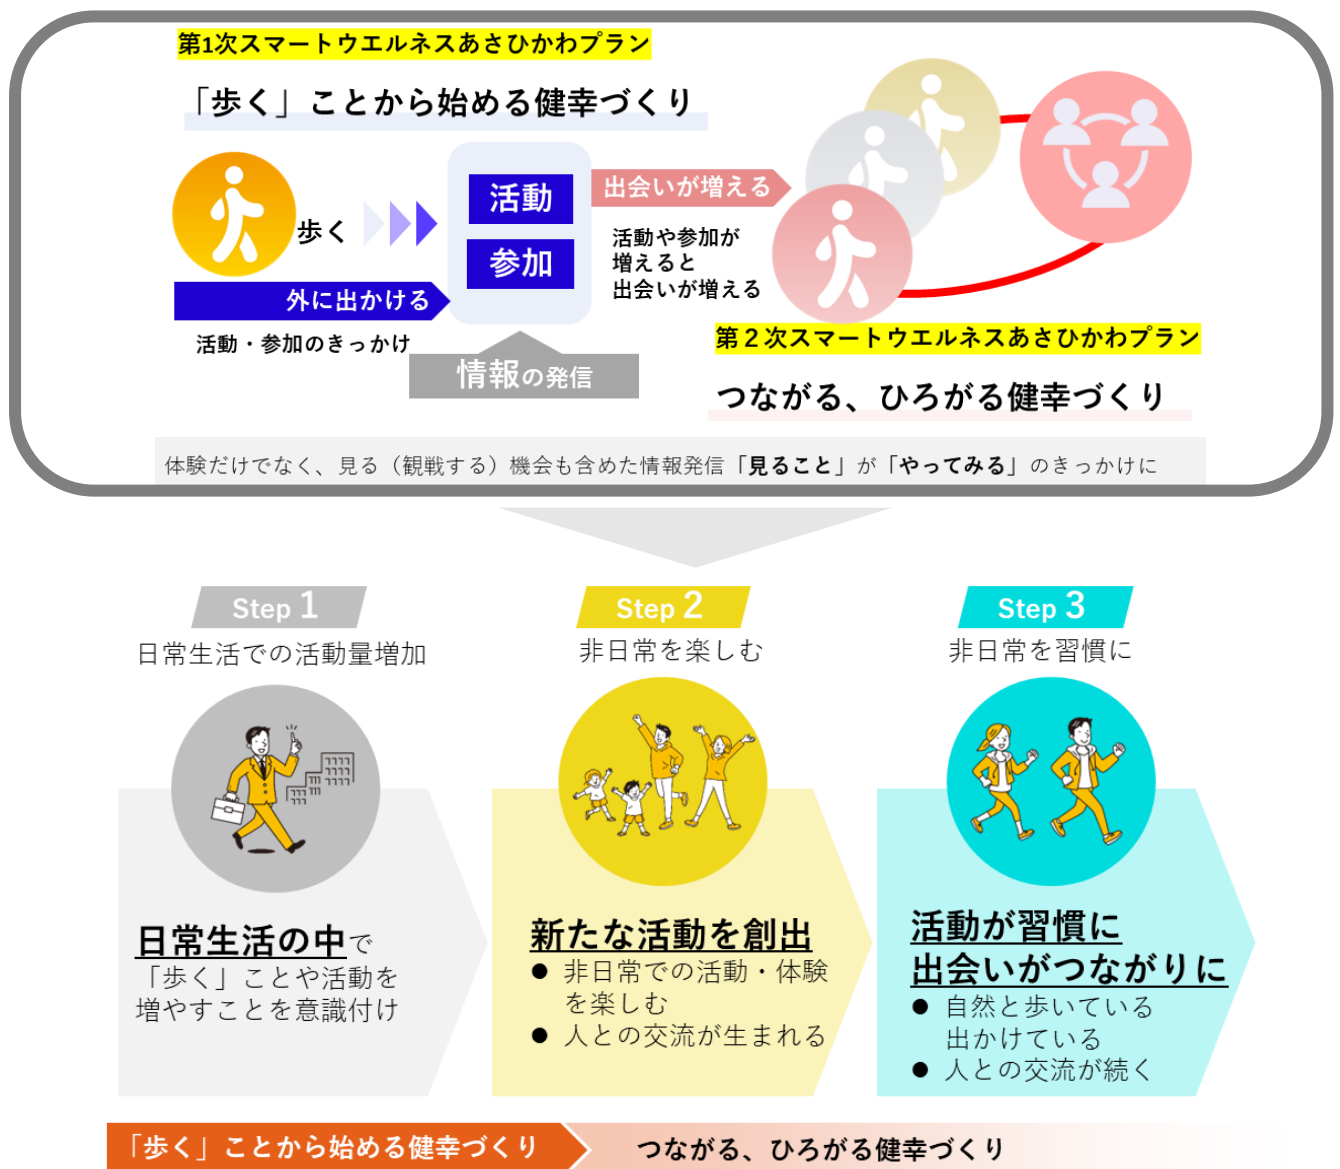 第1次スマートウエルネスあさひかわプラン
「歩く」ことから始める健幸づくり
歩く
外に出かける
活動・参加のきっかけ
活動
参加
情報の発信
出会いが増える
活動や参加が
増えると
出会いが増える
第２次スマートウエルネスあさひかわプラン
つながる、ひろがる健幸づくり
体験だけでなく、見る（観戦する）機会も含めた情報発信「見ること」が「やってみる」のきっかけに
Step 1
日常生活での活動量増加
日常生活の中で
「歩く」ことや活動を
増やすことを意識付け
Step 2
非日常を楽しむ
新たな活動を創出
● 非日常での活動・体験
を楽しむ
● 人との交流が生まれる
Step 3
非日常を習慣に
活動が習慣に
出会いがつながりに
● 自然と歩いている
出かけている
● 人との交流が続く
「歩く」ことから始める健幸づくり
つながる、ひろがる健幸づくり